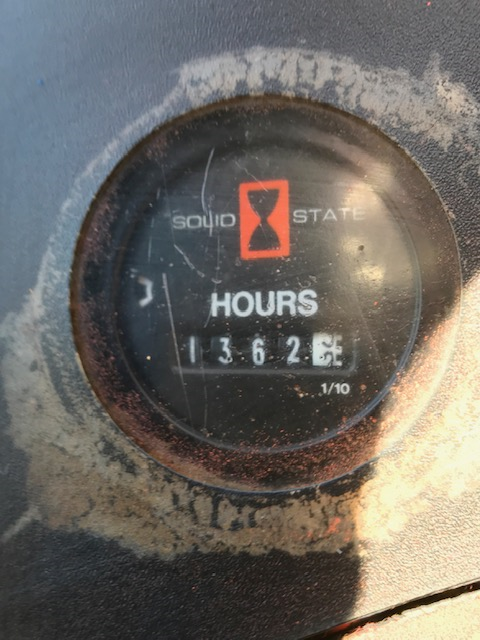 SOLID STATE
HOURS
1362
1/10